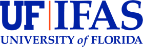 UF | IFAS
UNIVERSITY of FLORIDA